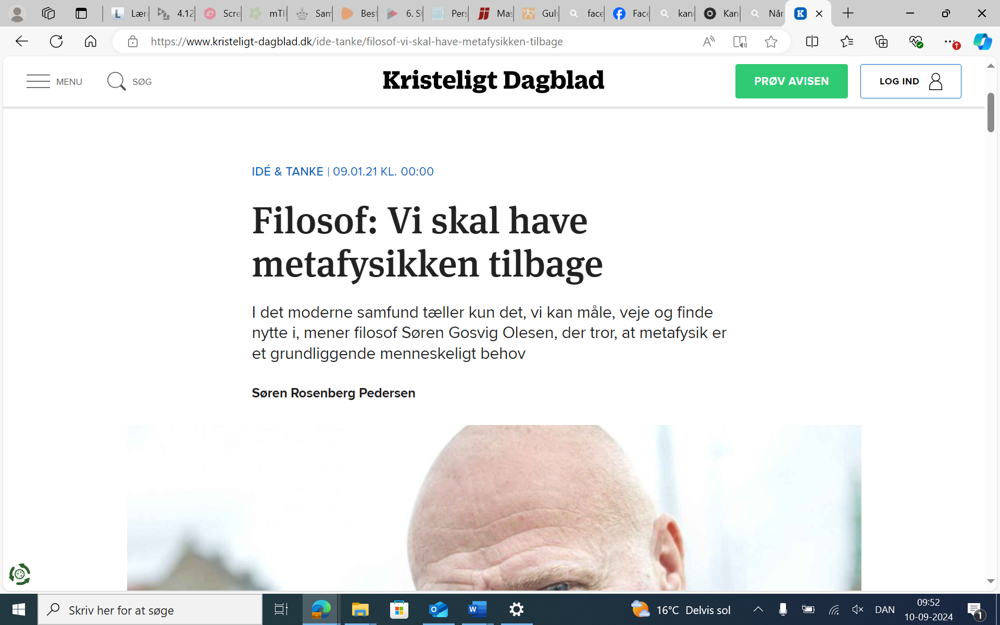 Lær
4.12
Scre
mTI
Sam
Best
6. S
Pers
Mas
Gul
face
Face
kan
Kan
Når
https://www.kristeligt-dagblad.dk/ide-tanke/filosof-vi-skal-have-metafysikken-tilbage
MENU
SØG
Kristeligt Dagblad
PRØV AVISEN
LOG IND
IDÉ & TANKE | 09.01.21 KL. 00:00
Filosof: Vi skal have
metafysikken tilbage
I det moderne samfund tæller kun det, vi kan måle, veje og finde
nytte i, mener filosof Søren Gosvig Olesen, der tror, at metafysik er
et grundliggende menneskeligt behov
Søren Rosenberg Pedersen
Skriv her for at søge
16°C Delvis sol
DAN
09:52
10-09-2024
1